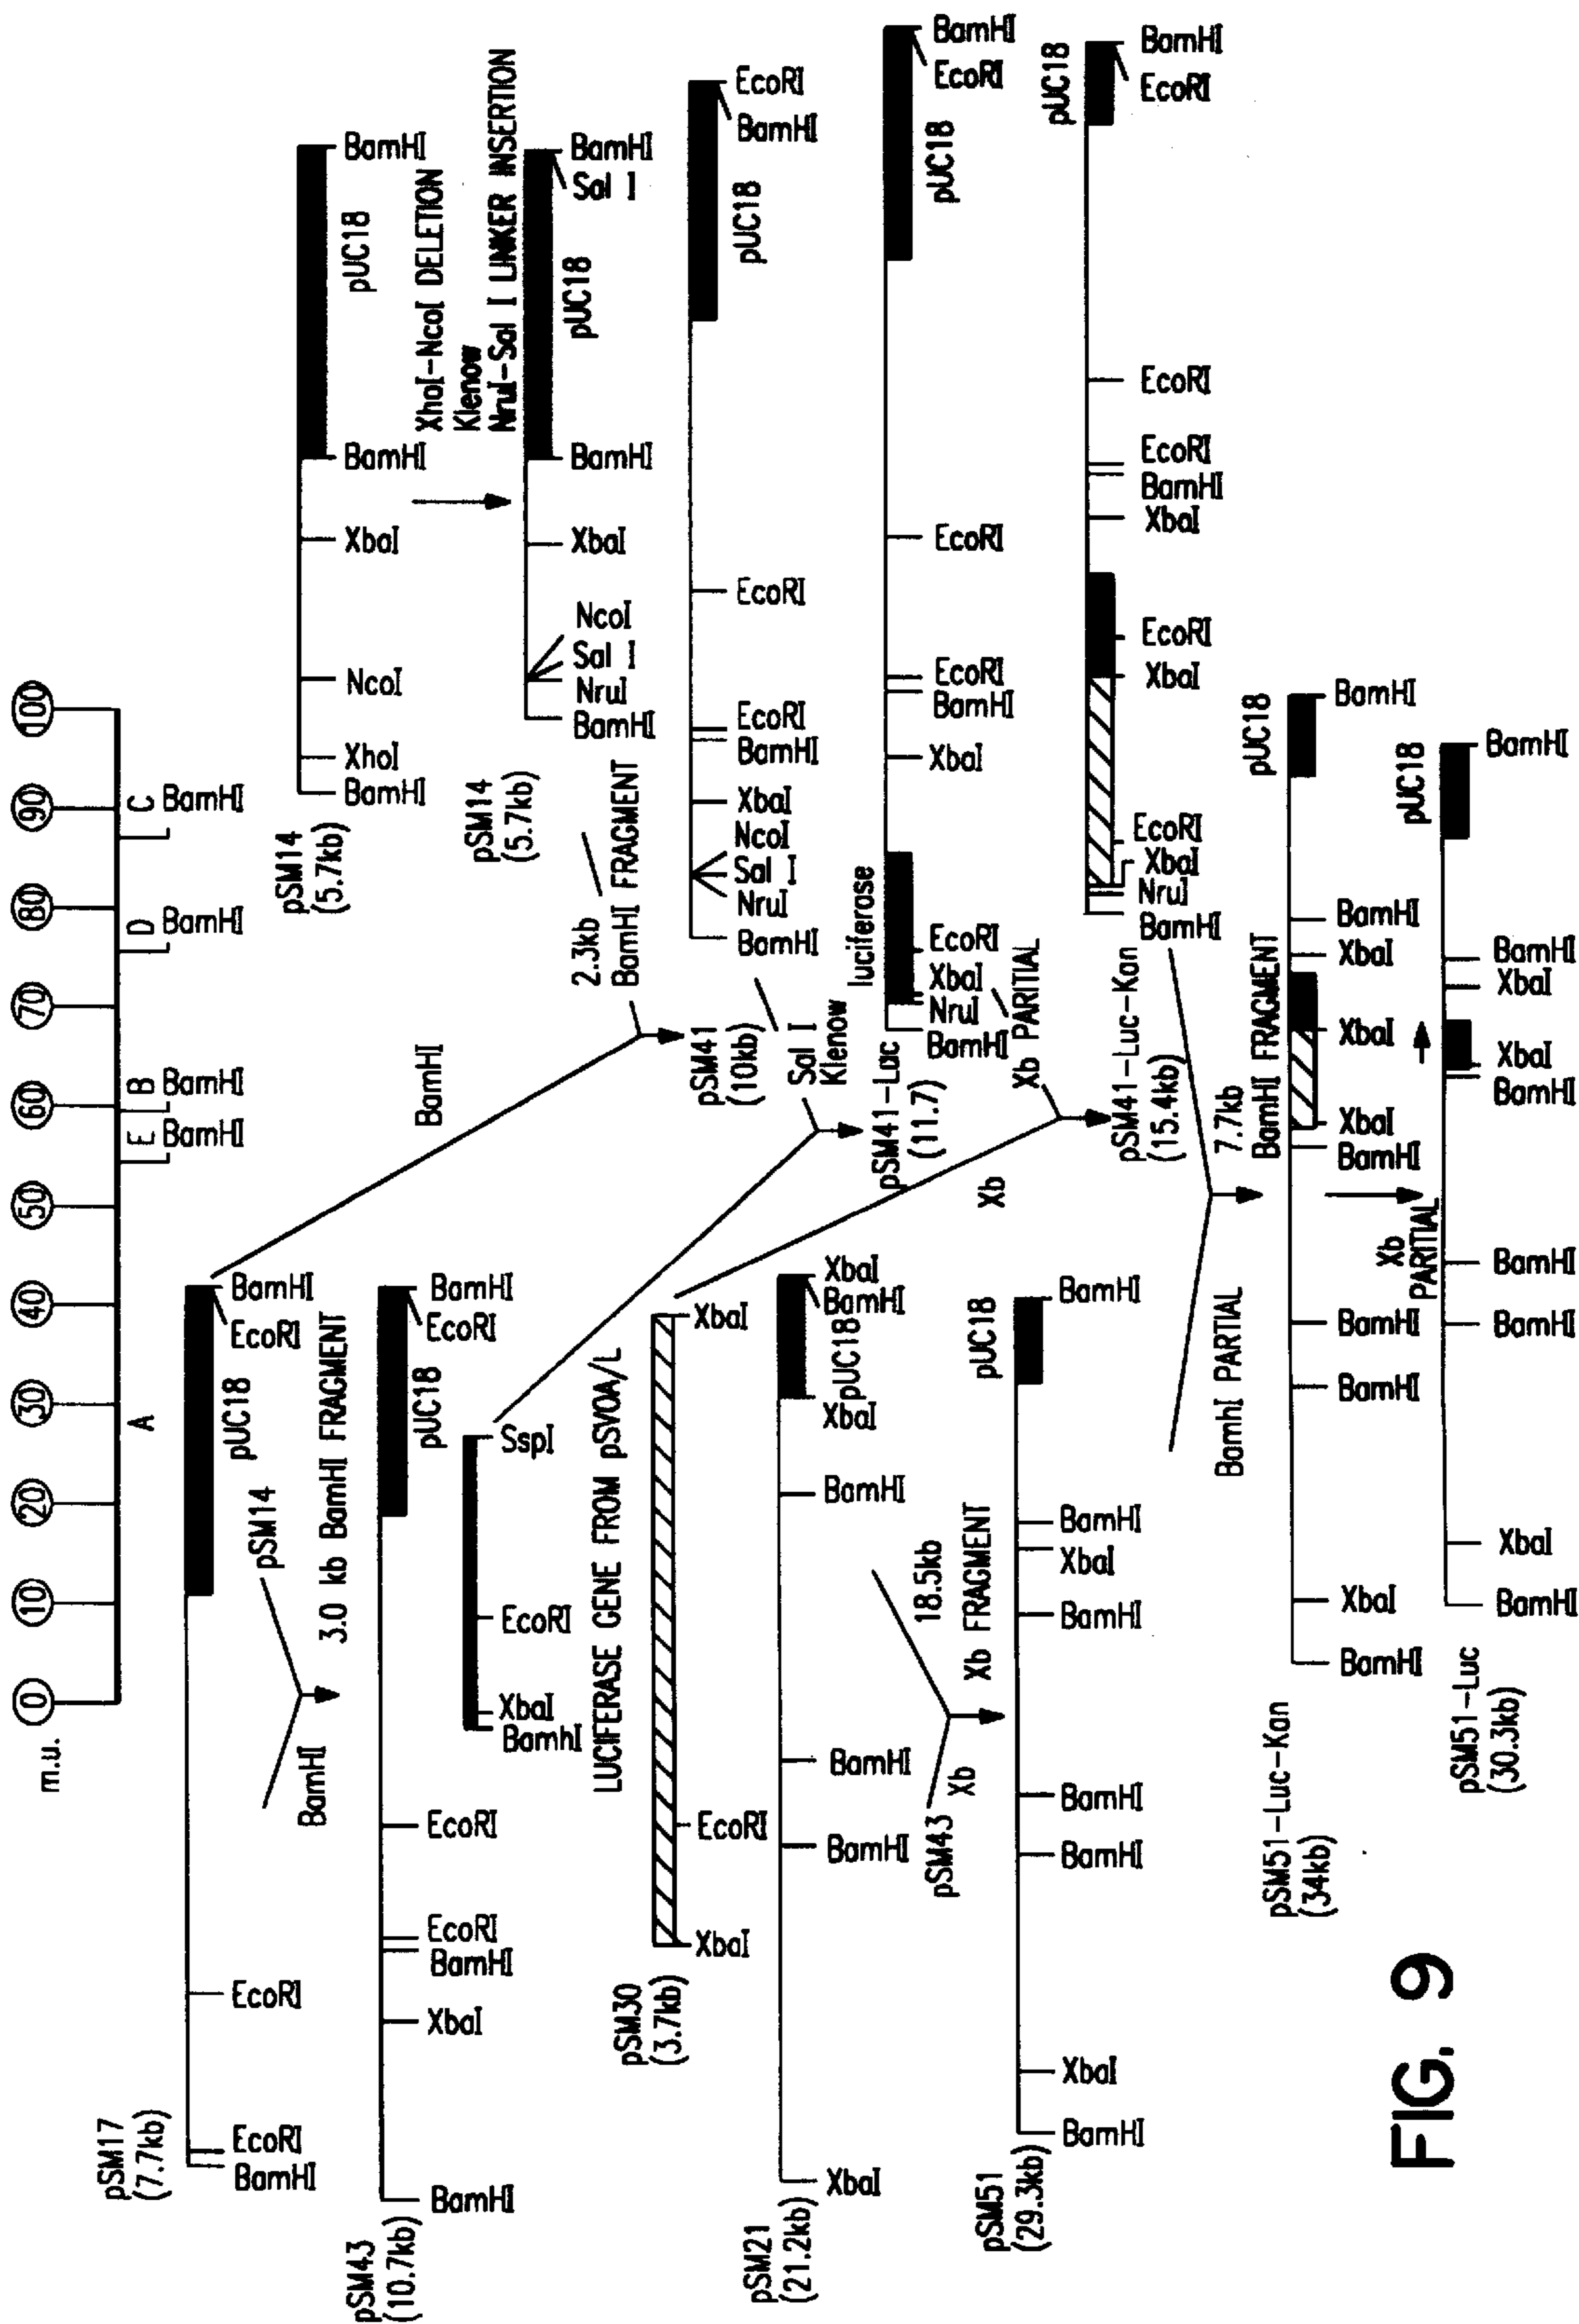 m.u.
0
10
20
30
40
50
60
70
80
90
100
A
E
BamHI
B
BamHI
D
BamHI
C
BamHI
pSM17
(7.7kb)
BamHI
EcoRI
EcoRI
pUC18
EcoRI
BamHI
pSM14
(5.7kb)
BamHI
XhoI
NcoI
XbaI
BamHI
pUC18
BamHI
BamHI
pSM14
3.0 kb BamHI FRAGMENT
BamHI
XhoI-NcoI DELETION
Klenow
NruI-Sal I LINKER INSERTION
pSM43
(10.7kb)
BamHI
XbaI
BamHI
EcoRI
EcoRI
pUC18
EcoRI
BamHI
pSM14
(5.7kb)
BamHI
NruI
Sal I
NcoI
XbaI
BamHI
pUC18
Sal I
BamHI
2.3kb
BamHI FRAGMENT
BamhI
XbaI
EcoRI
SspI
LUCIFERASE GENE FROM pSVOA/L
pSM41
(10kb)
BamHI
NruI
Sal I
NcoI
XbaI
BamHI
EcoRI
EcoRI
pUC18
BamHI
EcoRI
Sal I
Klenow
pSM30
(3.7kb)
XbaI
EcoRI
XbaI
pSM41-Lac
(11.7)
luciferase
BamHI
NruI
XbaI
EcoRI
XbaI
BamHI
EcoRI
EcoRI
pUC18
EcoRI
BamHI
Xb
Xb PARITIAL
pSM21
(21.2kb)
XbaI
BamHI
BamHI
BamHI
XbaI
pUC18
BamHI
XbaI
pSM41-Luc-Kan
(15.4kb)
BamHI
NruI
XbaI
EcoRI
XbaI
EcoRI
XbaI
BamHI
EcoRI
EcoRI
pUC18
EcoRI
BamHI
pSM43
Xb
18.5kb
Xb FRAGMENT
pSM51
(29.3kb)
BamHI
XbaI
BamHI
BamHI
BamHI
XbaI
BamHI
pUC18
BamHI
BamhI PARTIAL
7.7kb
BamHI FRAGMENT
pSM51-Luc-Kan
(34kb)
BamHI
XbaI
BamHI
BamHI
BamHI
XbaI
XbaI
XbaI
BamHI
pUC18
BamHI
Xb
PARITIAL
pSM51-Luc
(30.3kb)
BamHI
XbaI
BamHI
BamHI
BamHI
XbaI
XbaI
BamHI
pUC18
BamHI
FIG. 9